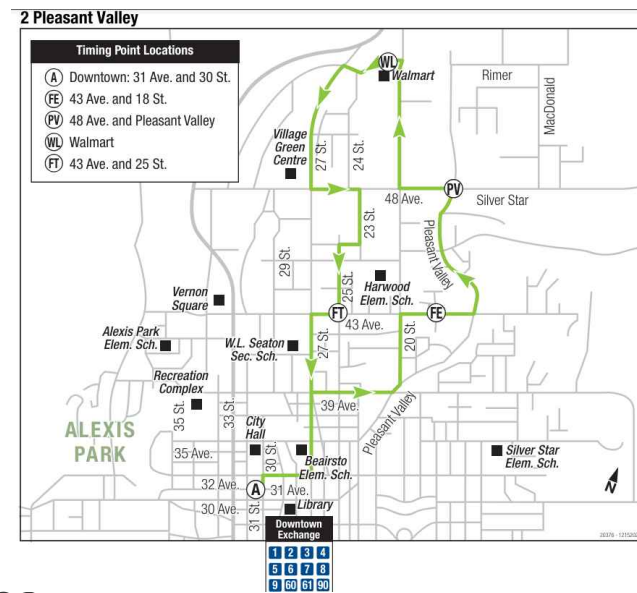 2 Pleasant Valley
Timing Point Locations
A Downtown: 31 Ave. and 30 St.
FE 43 Ave. and 18 St.
PV 48 Ave. and Pleasant Valley
WL Walmart
FT 43 Ave. and 25 St.
WL
Walmart
Rimer
MacDonald
Village
Green
Centre
27 St.
24 St.
PV
48 Ave.
Silver Star
23 St.
Pleasant Valley
29 St.
25 St.
Harwood
Elem. Sch.
Vernon
Square
FT
43 Ave.
FE
Alexis Park
Elem. Sch.
W.L. Seaton
Sec. Sch.
27 St.
20 St.
Recreation
Complex
39 Ave.
35 St.
33 St.
ALEXIS
PARK
City
Hall
30 St.
Pleasant Valley
35 Ave.
Beairsto
Elem. Sch.
Silver Star
Elem. Sch.
32 Ave.
A
31 Ave.
30 Ave.
31 St.
Library
N
Downtown
Exchange
1 2 3 4
5 6 7 8
9 60 61 90